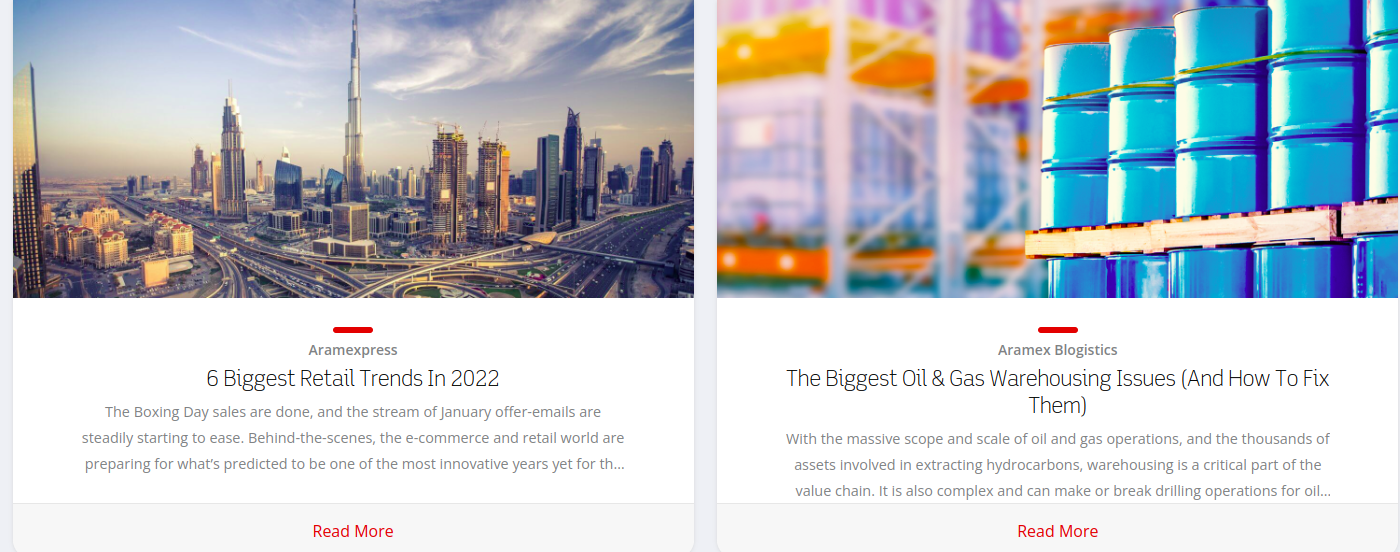 Aramexpress
6 Biggest Retail Trends In 2022
The Boxing Day sales are done, and the stream of January offer-emails are
steadily starting to ease. Behind-the-scenes, the e-commerce and retail world are
preparing for what's predicted to be one of the most innovative years yet for th...
Read More
Aramex Blogistics
The Biggest Oil & Gas Warehousing Issues (And How To Fix
Them)
With the massive scope and scale of oil and gas operations, and the thousands of
assets involved in extracting hydrocarbons, warehousing is a critical part of the
value chain. It is also complex and can make or break drilling operations for oil...
Read More